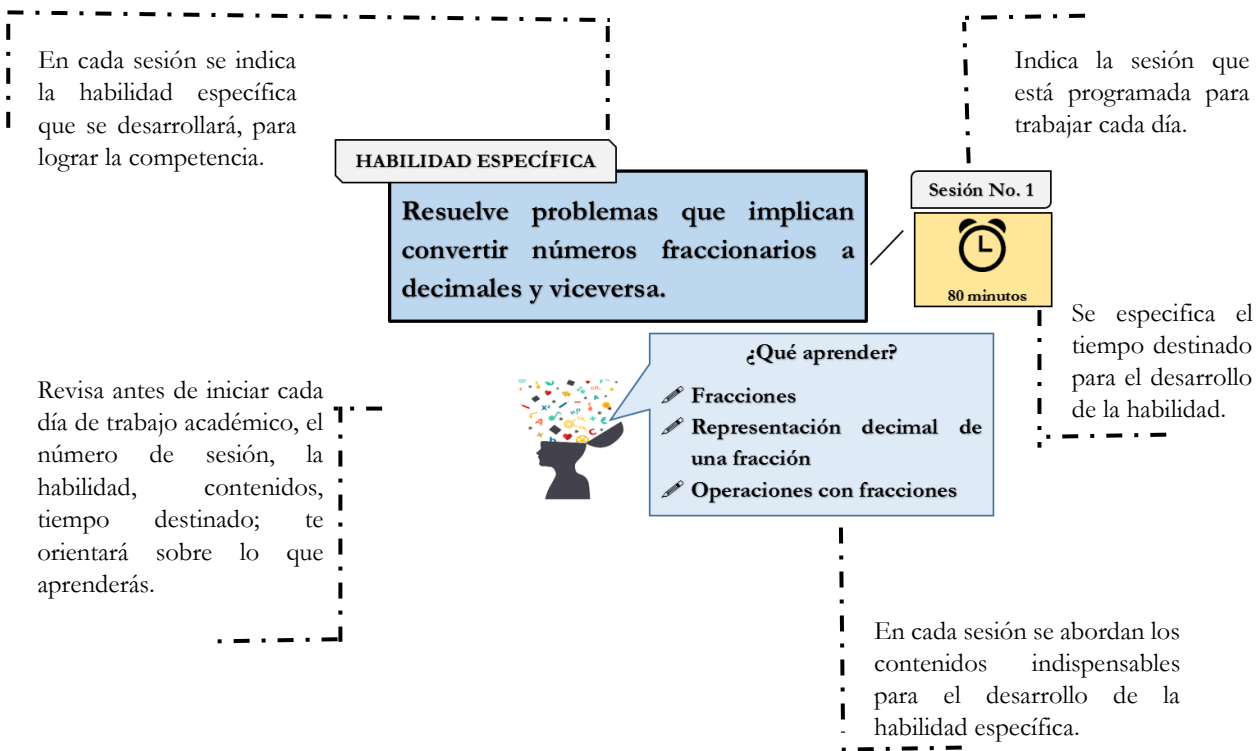 En cada sesión se indica
la habilidad específica
que se desarrollará, para
lograr la competencia.
Indica la sesión que
está programada para
trabajar cada día.
HABILIDAD ESPECÍFICA
Resuelve problemas que implican
convertir números fraccionarios a
decimales y viceversa.
Sesión No. 1
80 minutos
Se especifica el
tiempo destinado
para el desarrollo
de la habilidad.
¿Qué aprender?
Fracciones
Representación decimal de
una fracción
Operaciones con fracciones
Revisa antes de iniciar cada
día de trabajo académico, el
número de sesión, la
habilidad, contenidos,
tiempo destinado; te
orientará sobre lo que
aprenderás.
En cada sesión se abordan los
contenidos indispensables
para el desarrollo de la
habilidad específica.